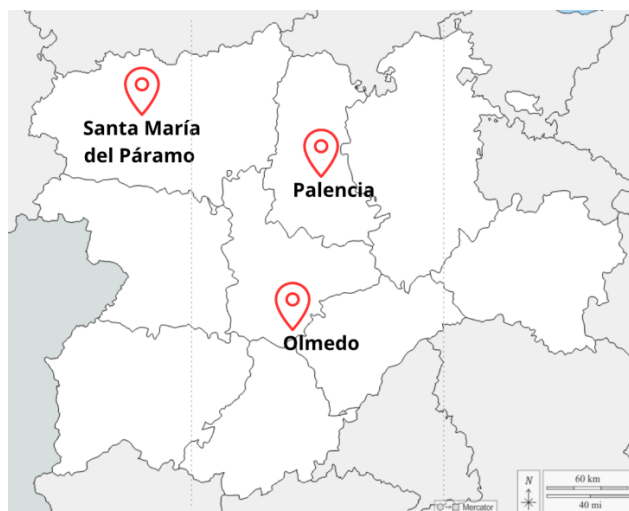 Santa María
del Páramo
Palencia
Olmedo
N
60 km
40 mi
Mercator